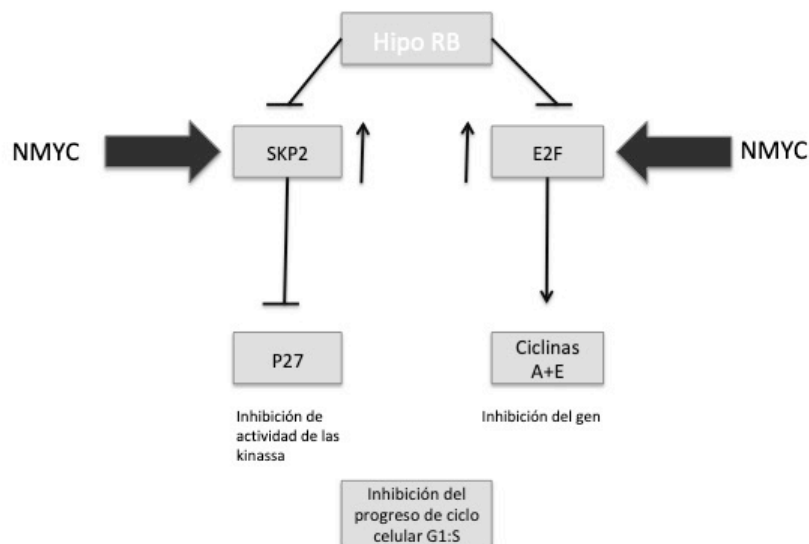 Hipo RB
NMYC
SKP2
E2F
NMYC
P27
Ciclinas
A+E
Inhibición de
actividad de las
kinassa
Inhibición del gen
Inhibición del
progreso de ciclo
celular G1:S